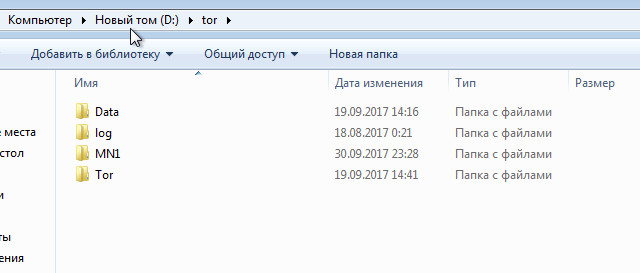 Компьютер ▸ Новый том (D:) ▸ tor ▸
Добавить в библиотеку Общий доступ Новая папка
Имя Дата изменения Тип Размер
Data 19.09.2017 14:16 Папка с файлами
log 18.08.2017 0:21 Папка с файлами
е места
MN1 30.09.2017 23:28 Папка с файлами
стол
Tor 19.09.2017 14:41 Папка с файлами
и
ты
ения